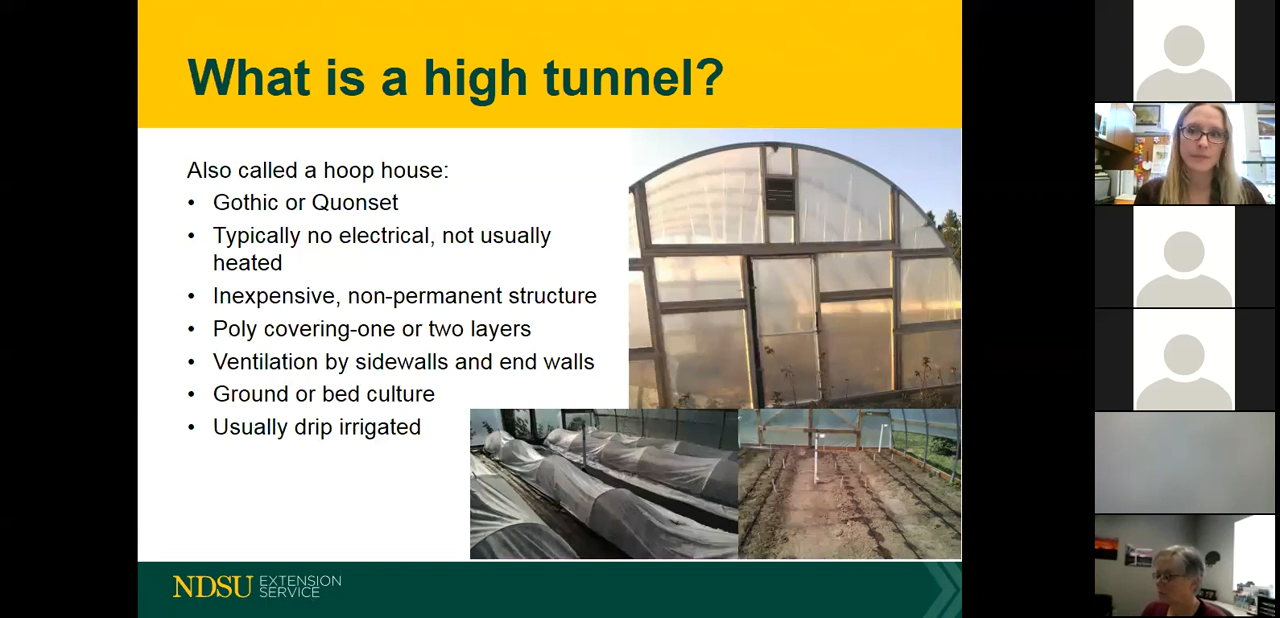 What is a high tunnel?
Also called a hoop house:
• Gothic or Quonset
• Typically no electrical, not usually
heated
• Inexpensive, non-permanent structure
• Poly covering-one or two layers
• Ventilation by sidewalls and end walls
• Ground or bed culture
• Usually drip irrigated
NDSU EXTENSION
SERVICE